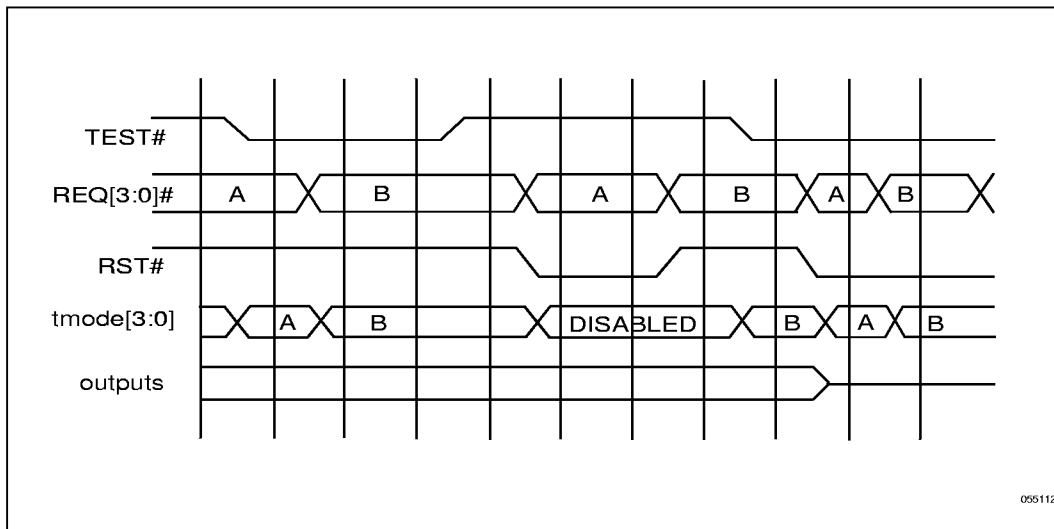 TEST#
REQ[3:0]# A B A B A B
RST#
tmode[3:0] A B DISABLED B A B
outputs
055112